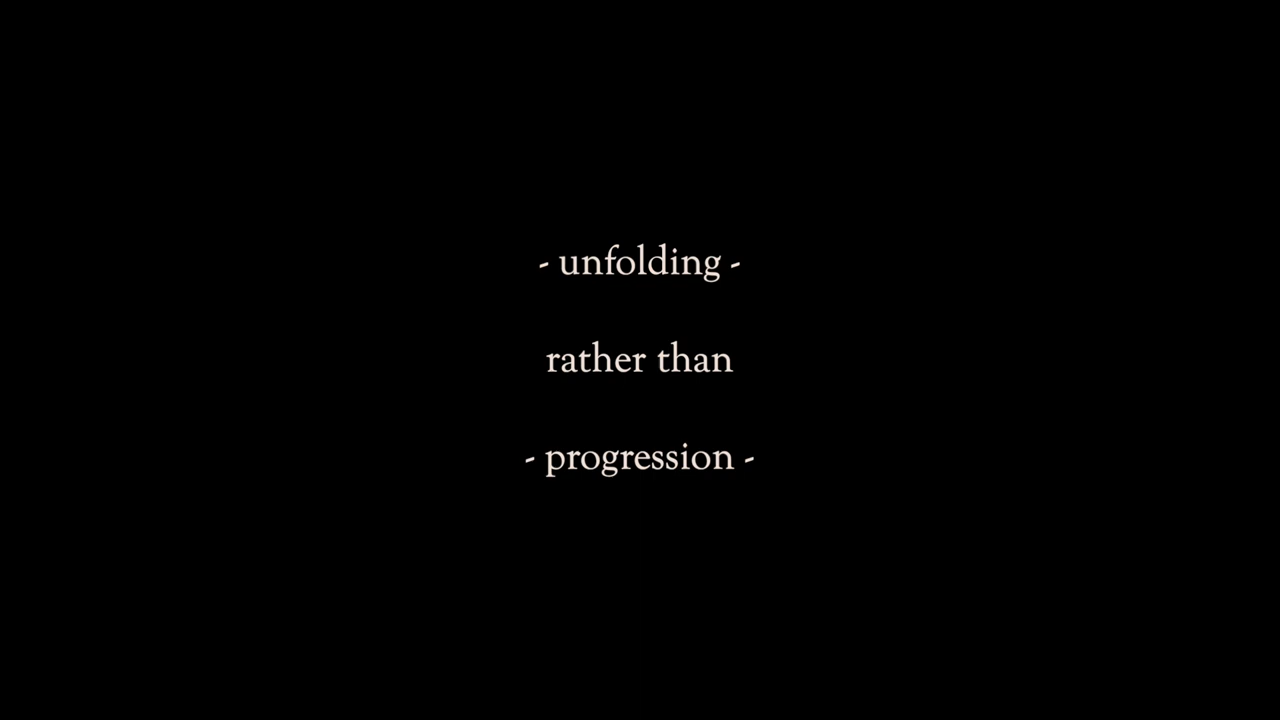 - unfolding -
rather than
- progression -